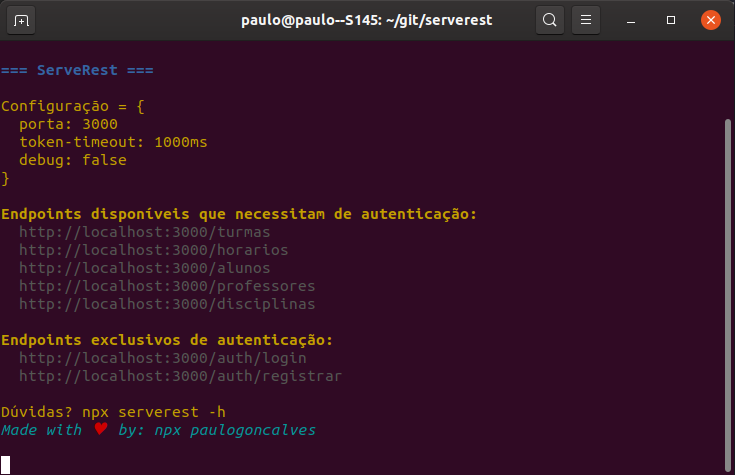 paulo@paulo--S145: ~/git/serverest
=== ServeRest ===
Configuração = {
porta: 3000
token-timeout: 1000ms
debug: false
}
Endpoints disponíveis que necessitam de autenticação:
http://localhost:3000/turmas
http://localhost:3000/horarios
http://localhost:3000/alunos
http://localhost:3000/professores
http://localhost:3000/disciplinas
Endpoints exclusivos de autenticação:
http://localhost:3000/auth/login
http://localhost:3000/auth/registrar
Dúvidas? npx serverest -h
Made with ♥ by: npx paulogoncalves